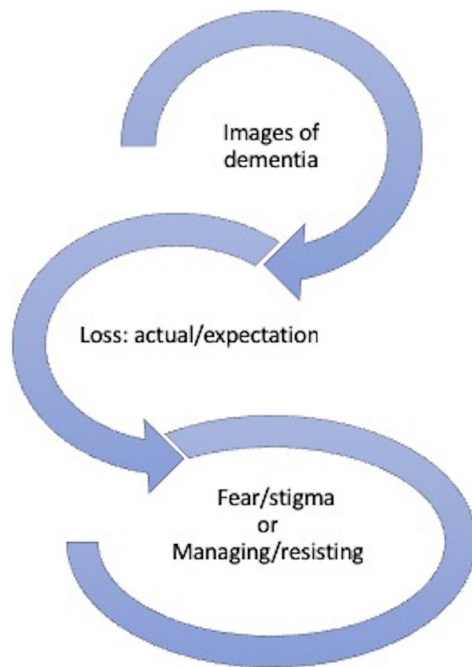 Images of
dementia
Loss: actual/expectation
Fear/stigma
or
Managing/resisting